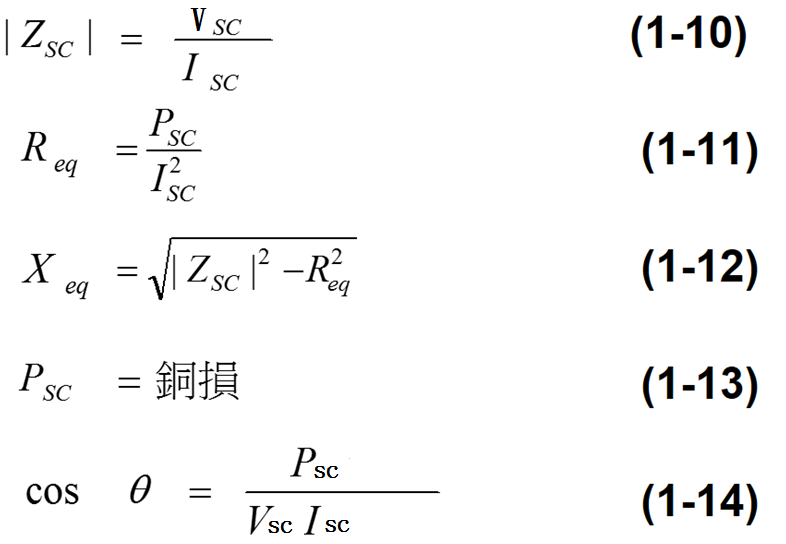 |Z_SC| = V_SC / I_SC (1-10)
R_eq = P_SC / I_SC^2 (1-11)
X_eq = √(|Z_SC|^2 − R_eq^2) (1-12)
P_SC = 銅損 (1-13)
cos θ = P_sc / V_sc I_sc (1-14)